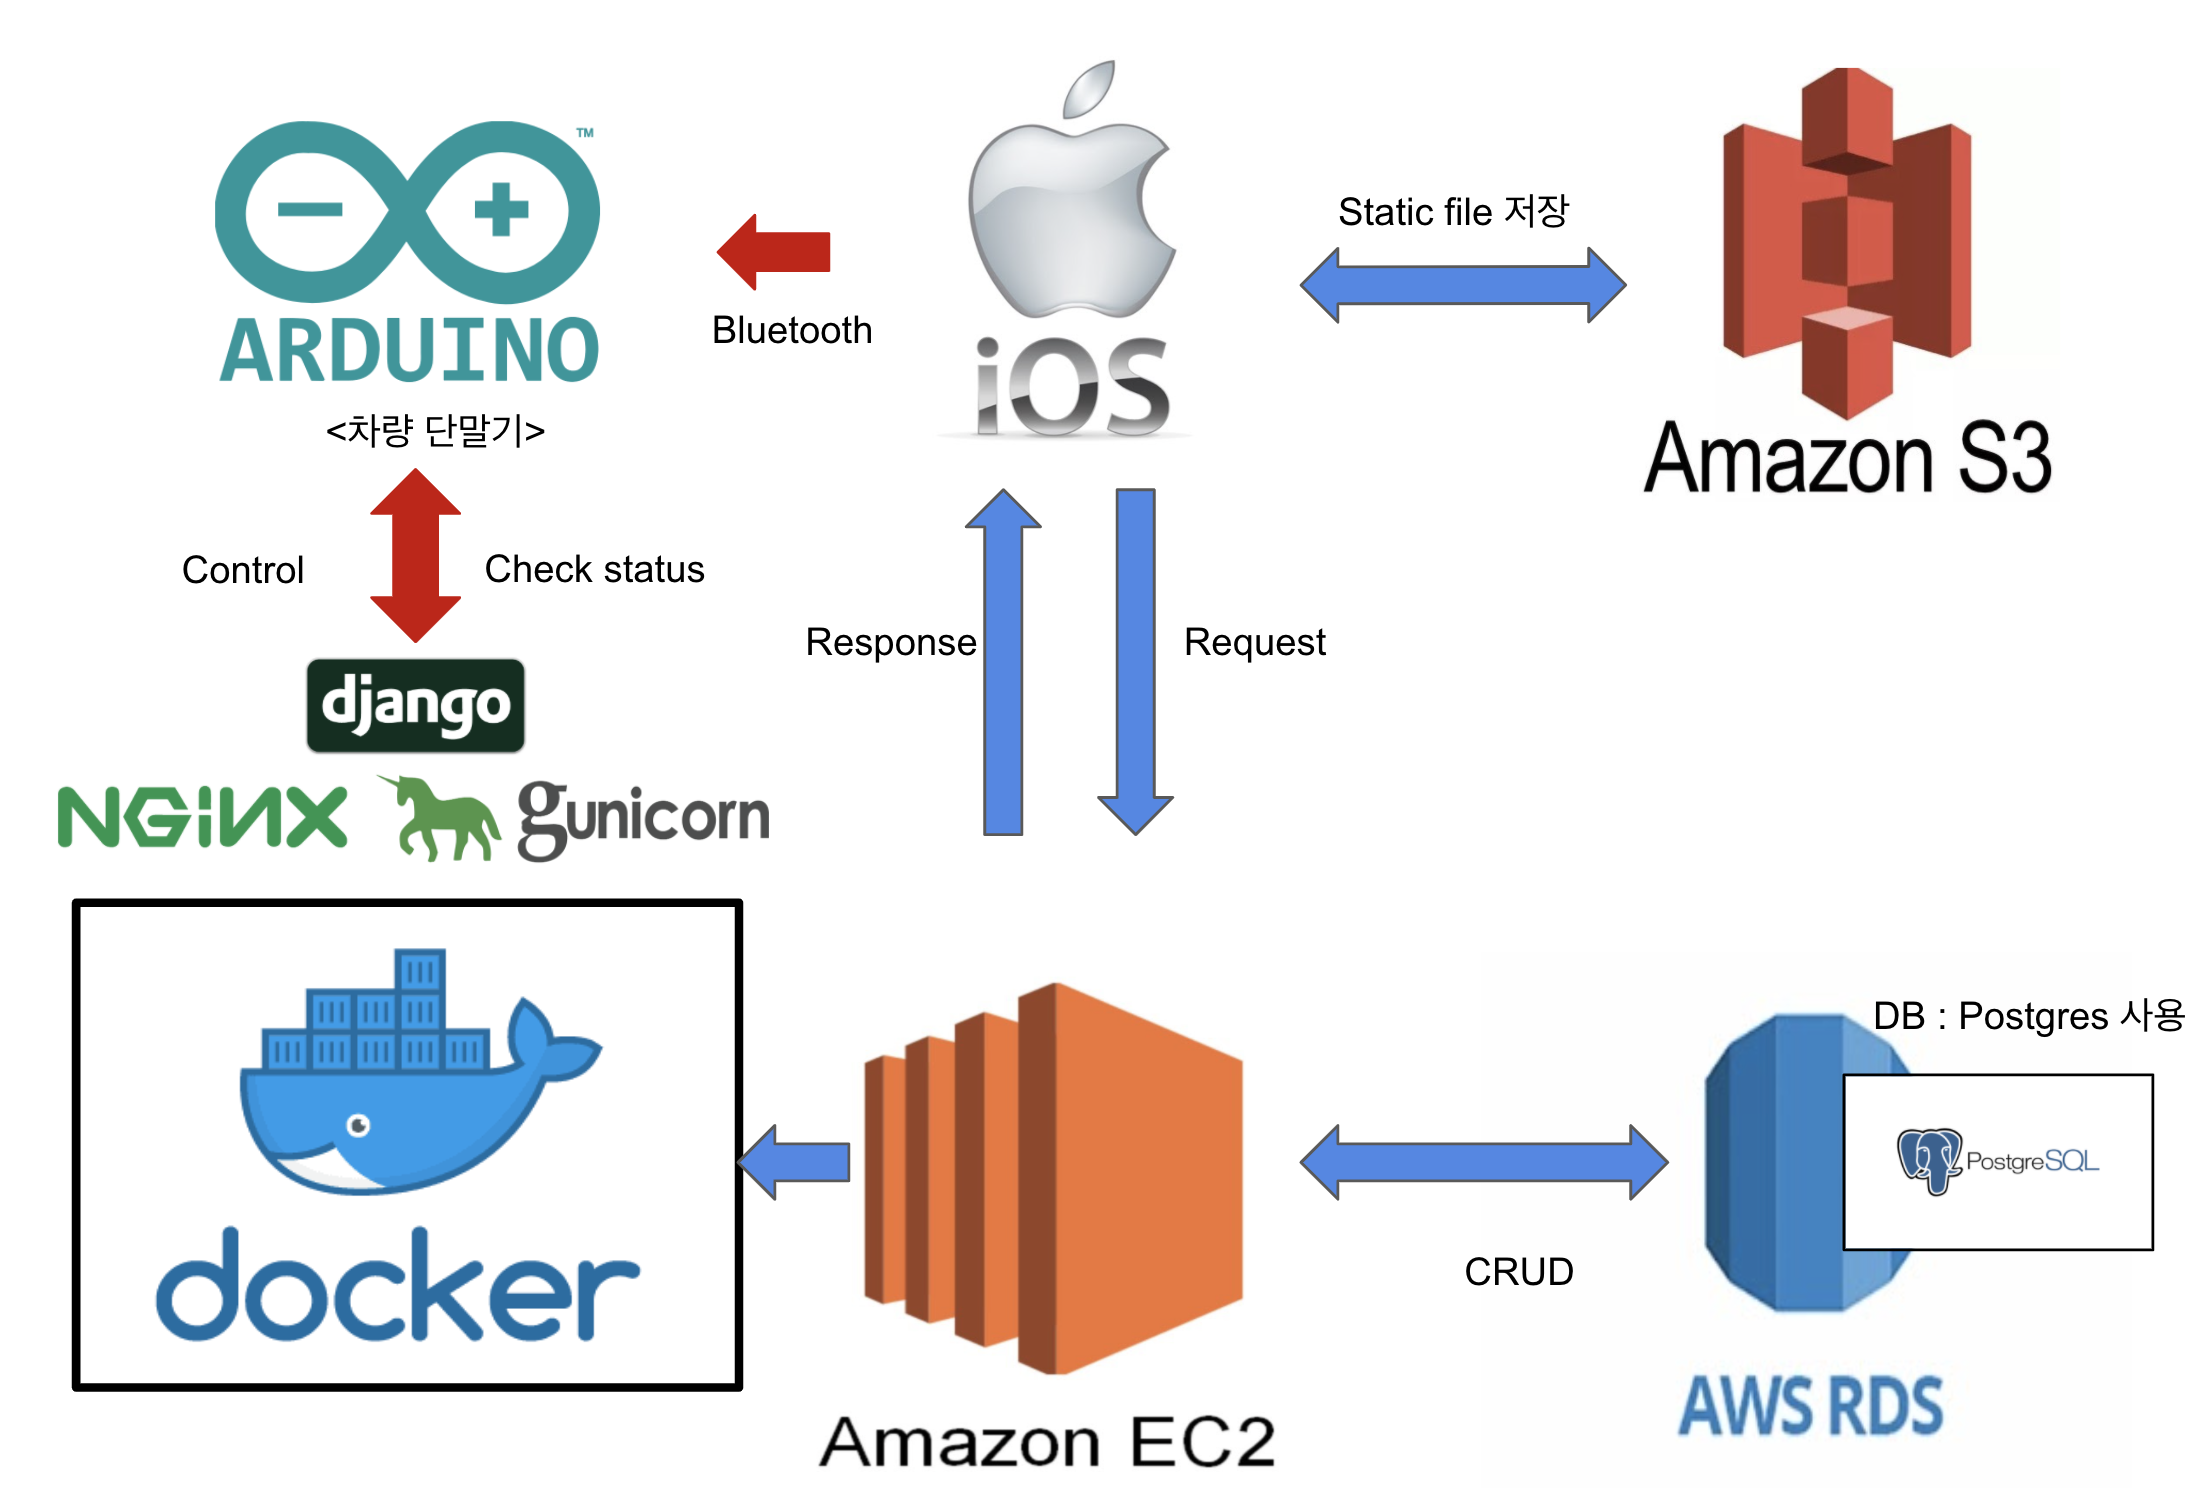 TM
ARDUINO
<차량 단말기>
Bluetooth
iOS
Static file 저장
Amazon S3
Control
Check status
Response
Request
django
NGiNX
gunicorn
docker
Amazon EC2
CRUD
DB : Postgres 사용
PostgreSQL
AWS RDS